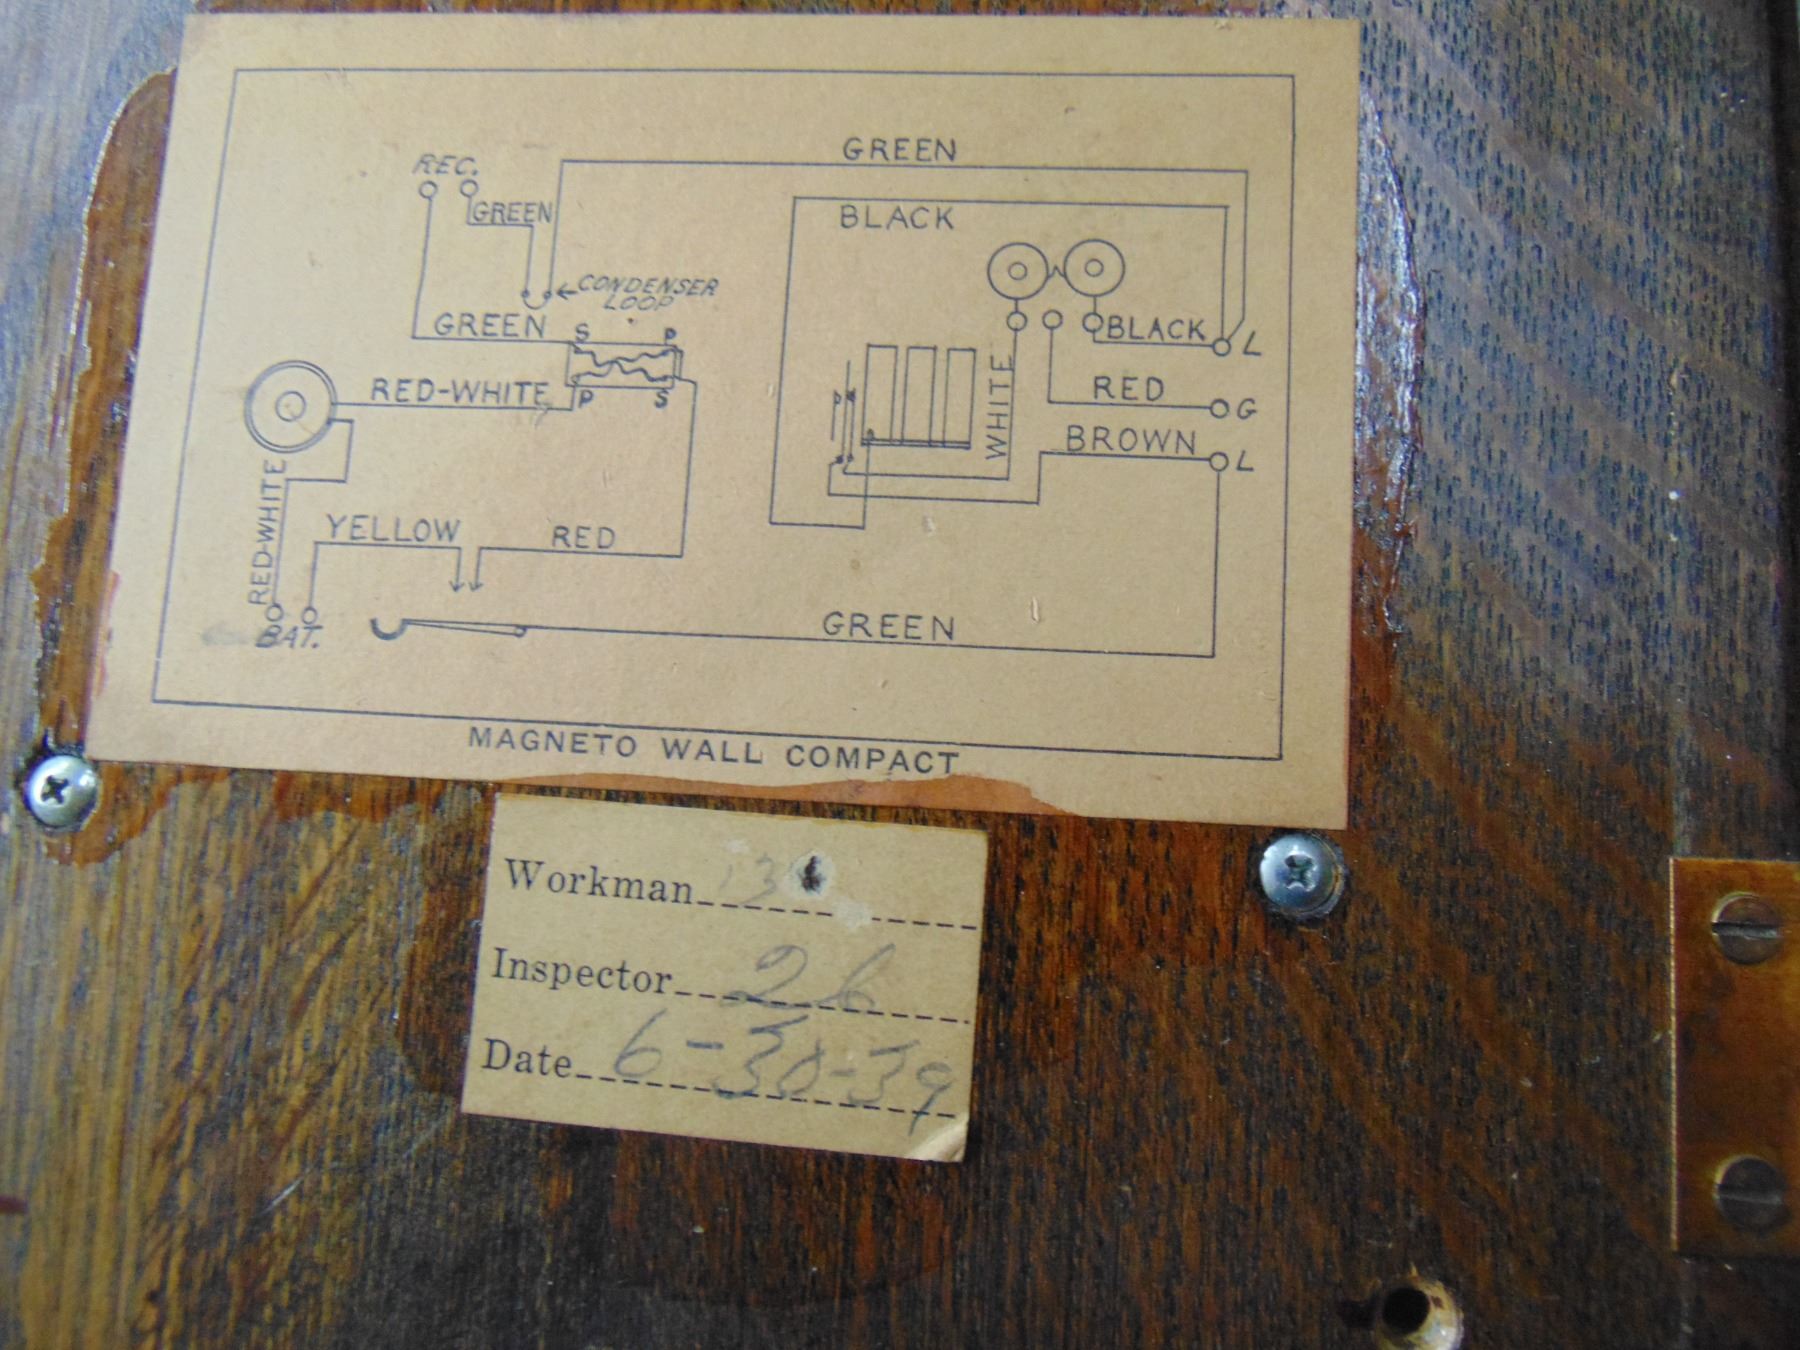 GREEN
REC.
GREEN
BLACK
CONDENSER
LOOP
GREEN
S P
BLACK L
RED-WHITE
P S
WHITE
RED G
BROWN L
RED-WHITE
YELLOW
RED
BAT.
GREEN
MAGNETO WALL COMPACT
Workman
Inspector 26
Date 6-30-39